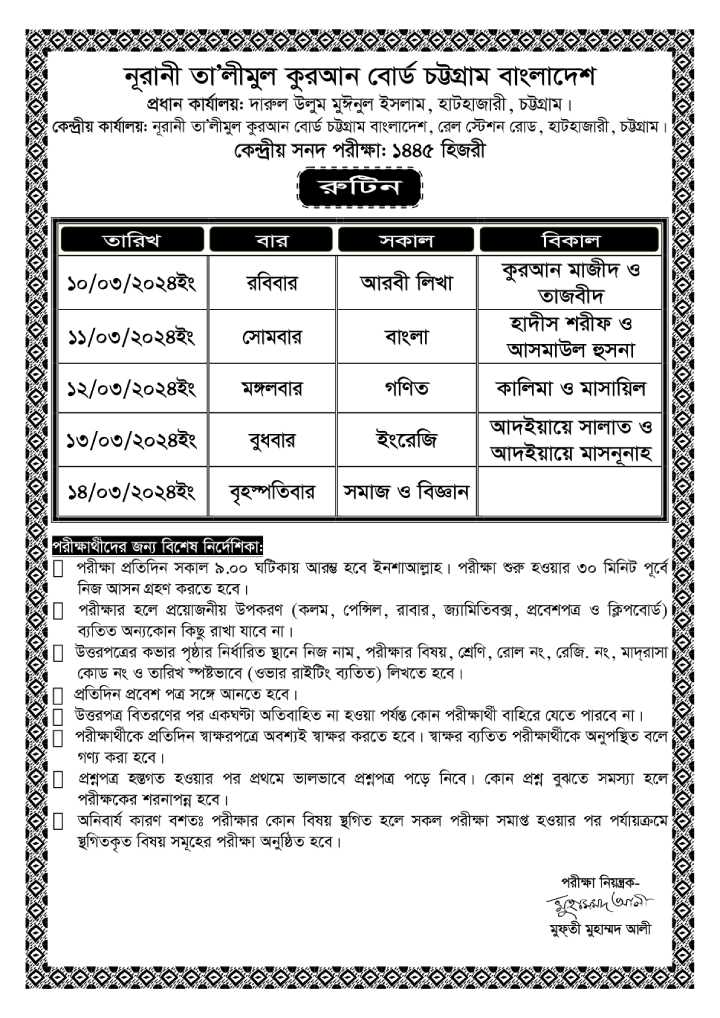 নূরানী তা’লীমুল কুরআন বোর্ড চট্টগ্রাম বাংলাদেশ
প্রধান কার্যালয়: দারুল উলুম মুঈনুল ইসলাম, হাটহাজারী, চট্টগ্রাম।
কেন্দ্রীয় কার্যালয়: নূরানী তা’লীমুল কুরআন বোর্ড চট্টগ্রাম বাংলাদেশ, রেল স্টেশন রোড, হাটহাজারী, চট্টগ্রাম।
কেন্দ্রীয় সনদ পরীক্ষা: ১৪৪৫ হিজরী
রুটিন
তারিখ বার সকাল বিকাল
১০/০৩/২০২৪ইং রবিবার আরবী লিখা কুরআন মাজীদ ও
তাজবীদ
১১/০৩/২০২৪ইং সোমবার বাংলা হাদীস শরীফ ও
আসমাউল হুসনা
১২/০৩/২০২৪ইং মঙ্গলবার গণিত কালিমা ও মাসায়িল
১৩/০৩/২০২৪ইং বুধবার ইংরেজি আদইয়ায়ে সালাত ও
আদইয়ায়ে মাসনূনাহ
১৪/০৩/২০২৪ইং বৃহস্পতিবার সমাজ ও বিজ্ঞান
পরীক্ষার্থীদের জন্য বিশেষ নির্দেশিকা:
পরীক্ষা প্রতিদিন সকাল ৯.০০ ঘটিকায় আরম্ভ হবে ইনশাআল্লাহ। পরীক্ষা শুরু হওয়ার ৩০ মিনিট পূর্বে
নিজ আসন গ্রহণ করতে হবে।
পরীক্ষার হলে প্রয়োজনীয় উপকরণ (কলম, পেন্সিল, রাবার, জ্যামিতিবক্স, প্রবেশপত্র ও ক্লিপবোর্ড)
ব্যতিত অন্যকোন কিছু রাখা যাবে না।
উত্তরপত্রের কভার পৃষ্ঠার নির্ধারিত স্থানে নিজ নাম, পরীক্ষার বিষয়, শ্রেণি, রোল নং, রেজি. নং, মাদ্‌রাসা
কোড নং ও তারিখ স্পষ্টভাবে (ওভার রাইটিং ব্যতিত) লিখতে হবে।
প্রতিদিন প্রবেশ পত্র সঙ্গে আনতে হবে।
উত্তরপত্র বিতরণের পর একঘন্টা অতিবাহিত না হওয়া পর্যন্ত কোন পরীক্ষার্থী বাহিরে যেতে পারবে না।
পরীক্ষার্থীকে প্রতিদিন স্বাক্ষরপত্রে অবশ্যই স্বাক্ষর করতে হবে। স্বাক্ষর ব্যতিত পরীক্ষার্থীকে অনুপস্থিত বলে
গণ্য করা হবে।
প্রশ্নপত্র হস্তগত হওয়ার পর প্রথমে ভালভাবে প্রশ্নপত্র পড়ে নিবে। কোন প্রশ্ন বুঝতে সমস্যা হলে
পরীক্ষকের শরনাপন্ন হবে।
অনিবার্য কারণ বশতঃ পরীক্ষার কোন বিষয় স্থগিত হলে সকল পরীক্ষা সমাপ্ত হওয়ার পর পর্যায়ক্রমে
স্থগিতকৃত বিষয় সমূহের পরীক্ষা অনুষ্ঠিত হবে।
পরীক্ষা নিয়ন্ত্রক-
মুহাম্মদ আলী
মুফ্‌তী মুহাম্মদ আলী